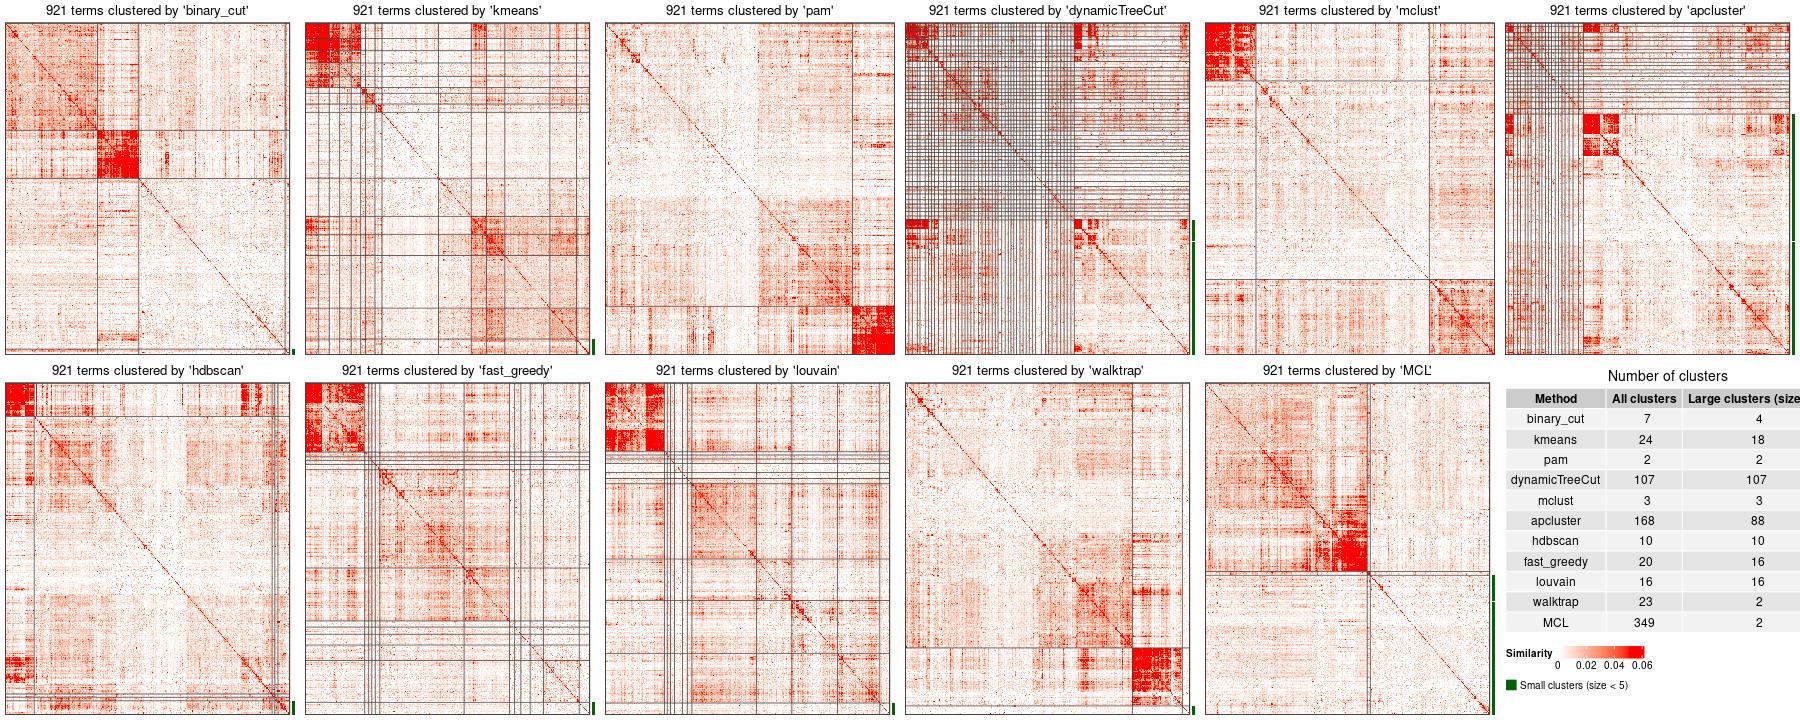 921 terms clustered by 'binary_cut'
921 terms clustered by 'kmeans'
921 terms clustered by 'pam'
921 terms clustered by 'dynamicTreeCut'
921 terms clustered by 'mclust'
921 terms clustered by 'apcluster'
921 terms clustered by 'hdbscan'
921 terms clustered by 'fast_greedy'
921 terms clustered by 'louvain'
921 terms clustered by 'walktrap'
921 terms clustered by 'MCL'
Number of clusters
Method All clusters Large clusters (size
binary_cut 7 4
kmeans 24 18
pam 2 2
dynamicTreeCut 107 107
mclust 3 3
apcluster 168 88
hdbscan 10 10
fast_greedy 20 16
louvain 16 16
walktrap 23 2
MCL 349 2
Similarity
0 0.02 0.04 0.06
Small clusters (size < 5)